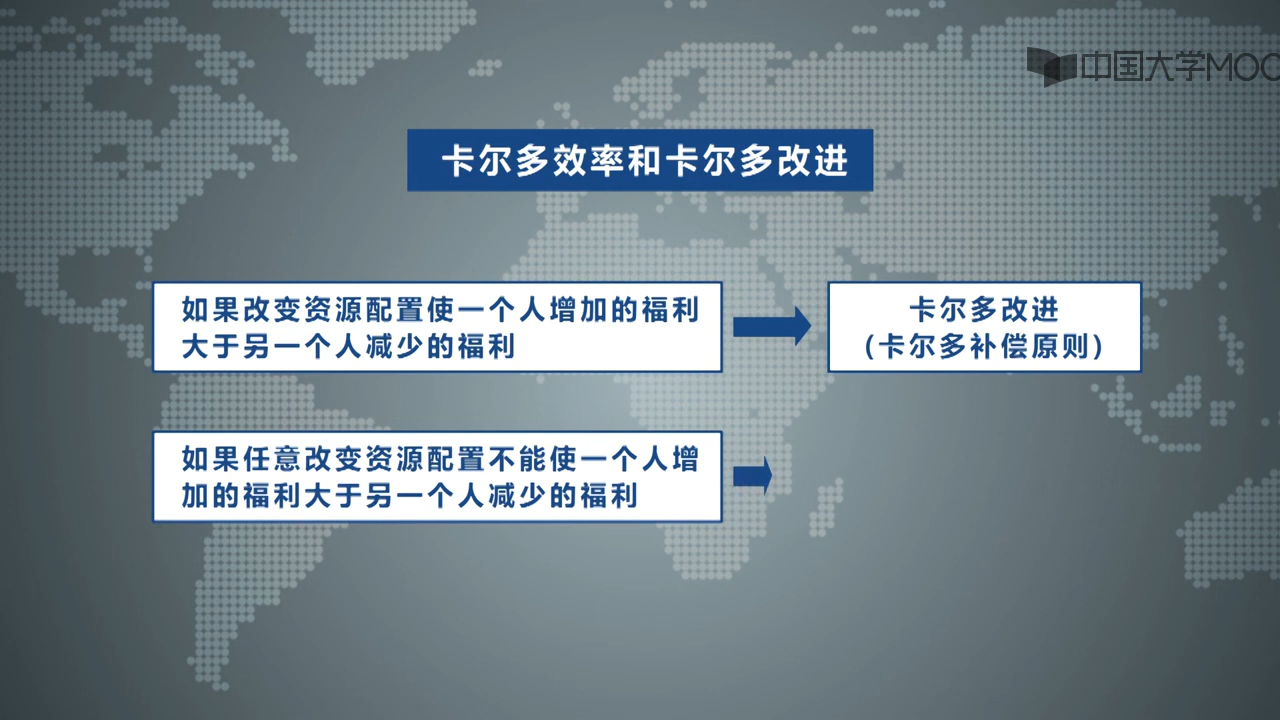 中国大学MOO
卡尔多效率和卡尔多改进
如果改变资源配置使一个人增加的福利
大于另一个人减少的福利
卡尔多改进
(卡尔多补偿原则)
如果任意改变资源配置不能使一个人增
加的福利大于另一个人减少的福利